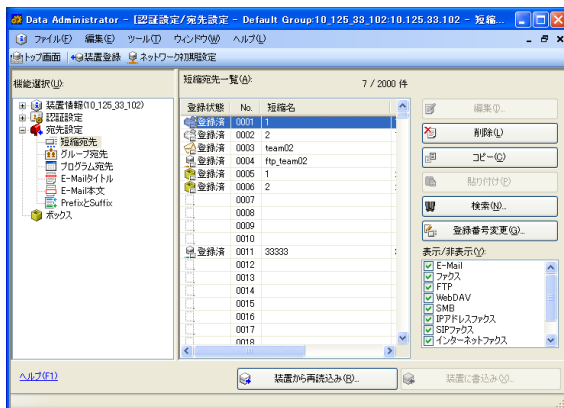 Data Administrator - [認証設定/宛先設定 - Default Group:10_125_33_102:10.125.33.102 - 短縮...
ファイル(F) 編集(E) ツール(T) ウィンドウ(W) ヘルプ(L)
トップ画面 装置登録 ネットワーク初期設定
機能選択(U):
装置情報(10_125_33_102)
認証設定
宛先設定
短縮宛先
グループ宛先
プログラム宛先
E-Mailタイトル
E-Mail本文
PrefixとSuffix
ボックス
短縮宛先一覧(A): 7 / 2000 件
登録状態 No. 短縮名
登録済 0001 1
登録済 0002 2
登録済 0003 team02
登録済 0004 ftp_team02
登録済 0005 1
登録済 0006 2
0007
0008
0009
0010
登録済 0011 33333
0012
0013
0014
0015
0016
0017
0018
編集(I)...
削除(L)
コピー(C)
貼り付け(P)
検索(N)...
登録番号変更(G)...
表示/非表示(Y):
E-Mail
ファクス
FTP
WebDAV
SMB
IPアドレスファクス
SIPファクス
インターネットファクス
ヘルプ(F1)
装置から再読込み(R)...
装置に書込み(X)...